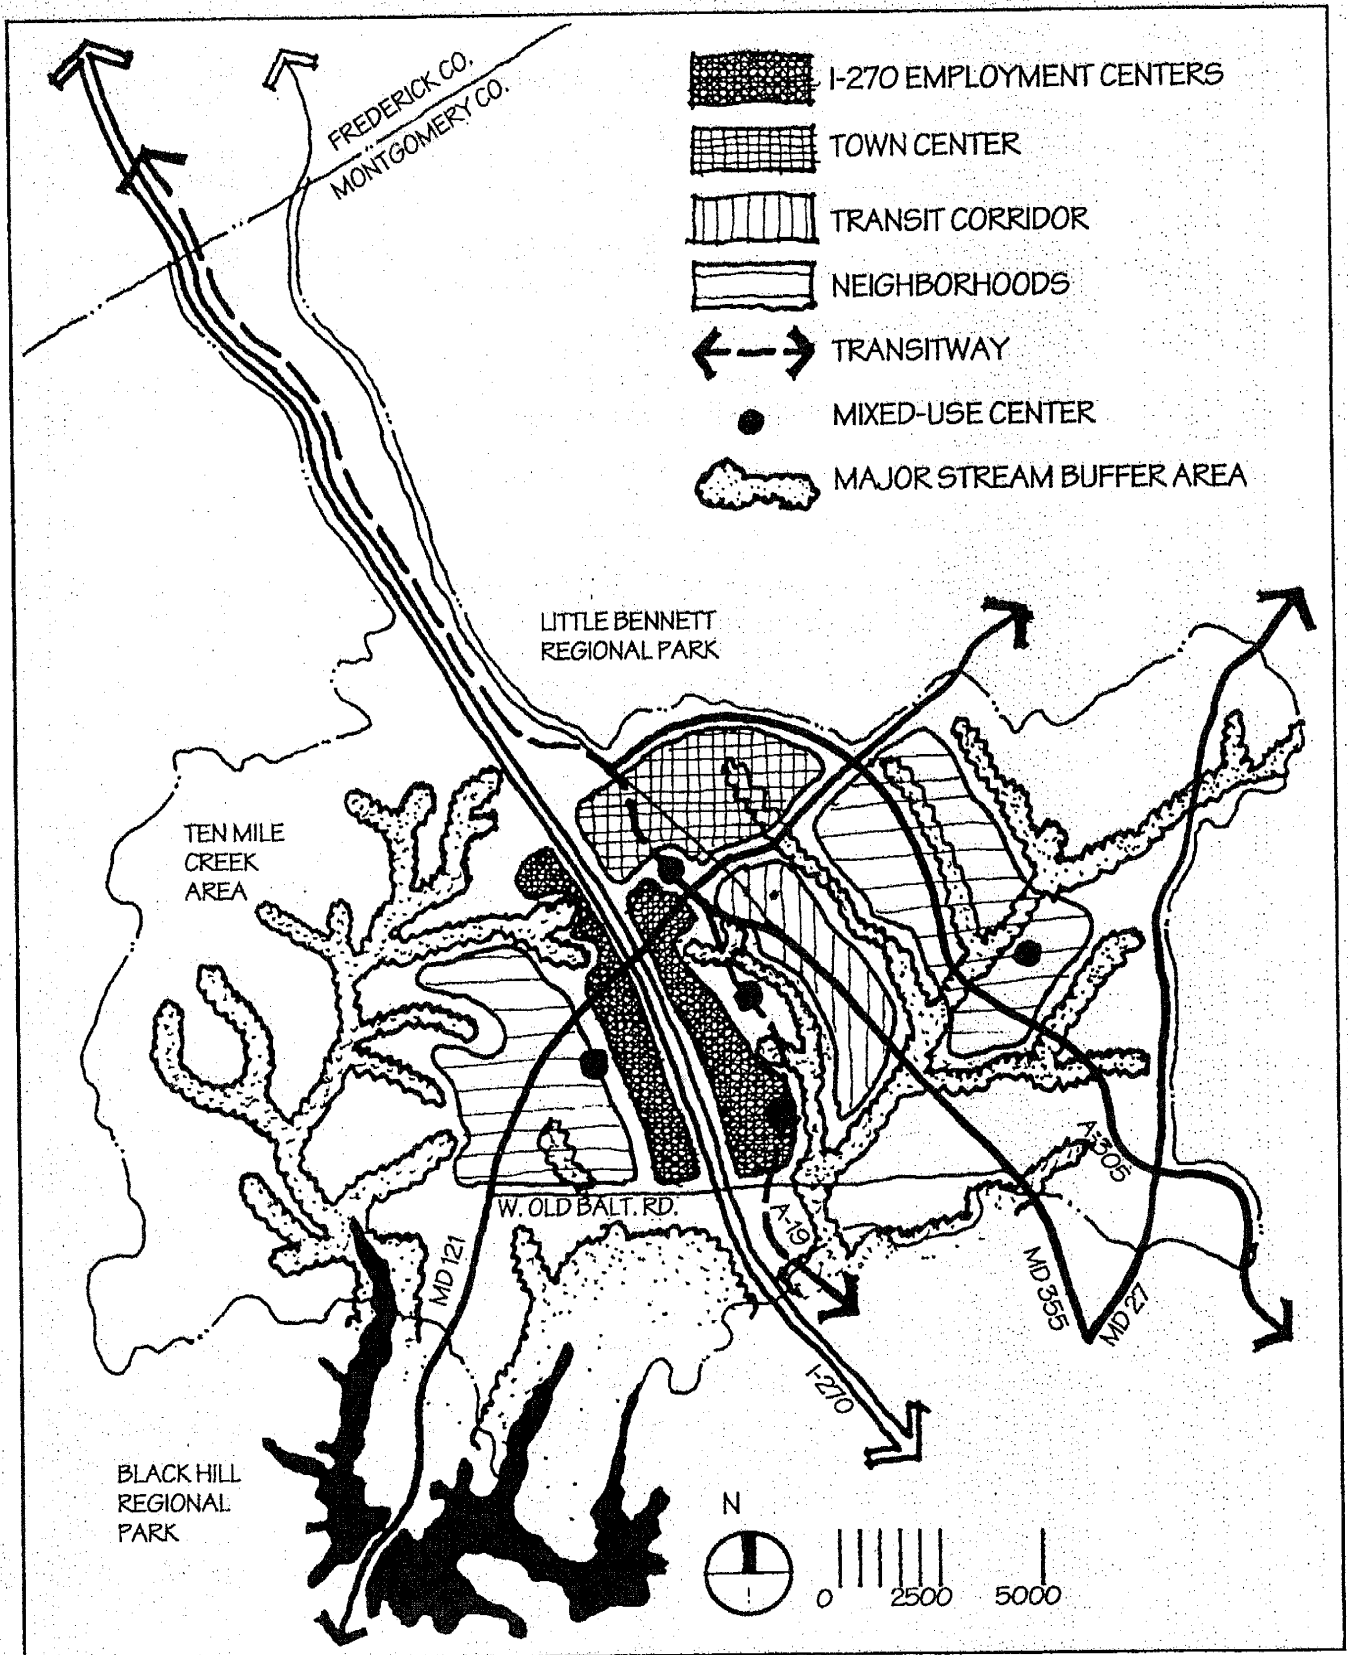 FREDERICK CO.
MONTGOMERY CO.
I-270 EMPLOYMENT CENTERS
TOWN CENTER
TRANSIT CORRIDOR
NEIGHBORHOODS
TRANSITWAY
MIXED-USE CENTER
MAJOR STREAM BUFFER AREA
LITTLE BENNETT
REGIONAL PARK
TEN MILE
CREEK
AREA
W. OLD BALT. RD.
A-305
A-19
MD 121
MD 355
MD 27
I-270
BLACK HILL
REGIONAL
PARK
N
0 2500 5000